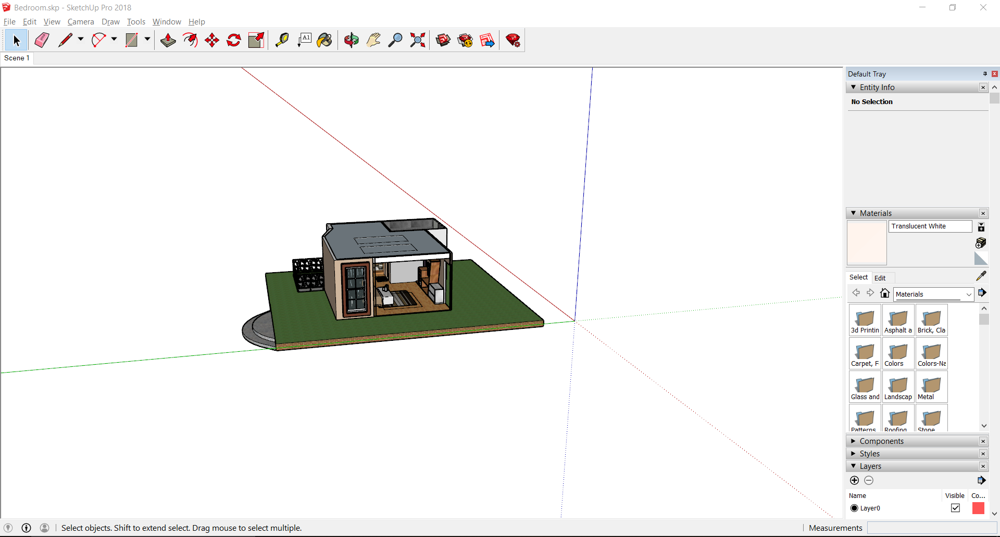 Bedroom.skp - SketchUp Pro 2018
File Edit View Camera Draw Tools Window Help
A1
Scene 1
Default Tray
Entity Info
No Selection
Materials
Translucent White
Select Edit
Materials
3d Printin Asphalt a Brick, Cla
Carpet, F Colors Colors-Na
Glass and Landscap Metal
Patterns Roofing Stone
Components
Styles
Layers
Name Visible Co...
Layer0
Select objects. Shift to extend select. Drag mouse to select multiple. Measurements